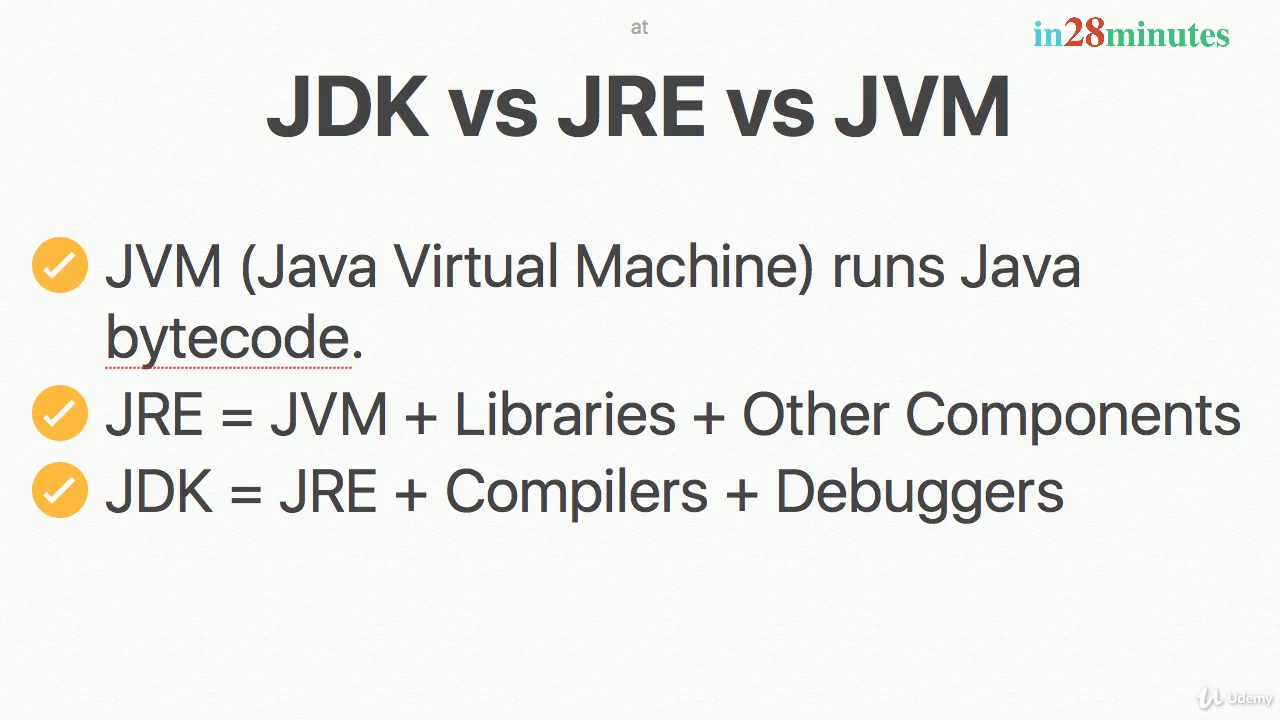 at
in28minutes
JDK vs JRE vs JVM
JVM (Java Virtual Machine) runs Java
bytecode.
JRE = JVM + Libraries + Other Components
JDK = JRE + Compilers + Debuggers
Udemy